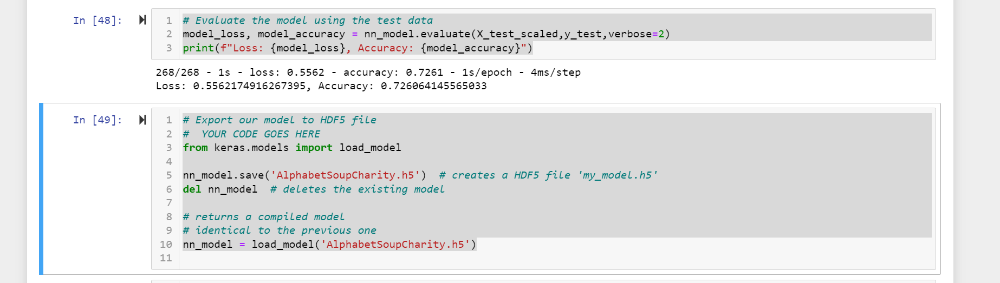 In [48]:
1 # Evaluate the model using the test data
2 model_loss, model_accuracy = nn_model.evaluate(X_test_scaled,y_test,verbose=2)
3 print(f"Loss: {model_loss}, Accuracy: {model_accuracy}")
268/268 - 1s - loss: 0.5562 - accuracy: 0.7261 - 1s/epoch - 4ms/step
Loss: 0.5562174916267395, Accuracy: 0.726064145565033
In [49]:
1 # Export our model to HDF5 file
2 #  YOUR CODE GOES HERE
3 from keras.models import load_model
4
5 nn_model.save('AlphabetSoupCharity.h5')  # creates a HDF5 file 'my_model.h5'
6 del nn_model  # deletes the existing model
7
8 # returns a compiled model
9 # identical to the previous one
10 nn_model = load_model('AlphabetSoupCharity.h5')
11